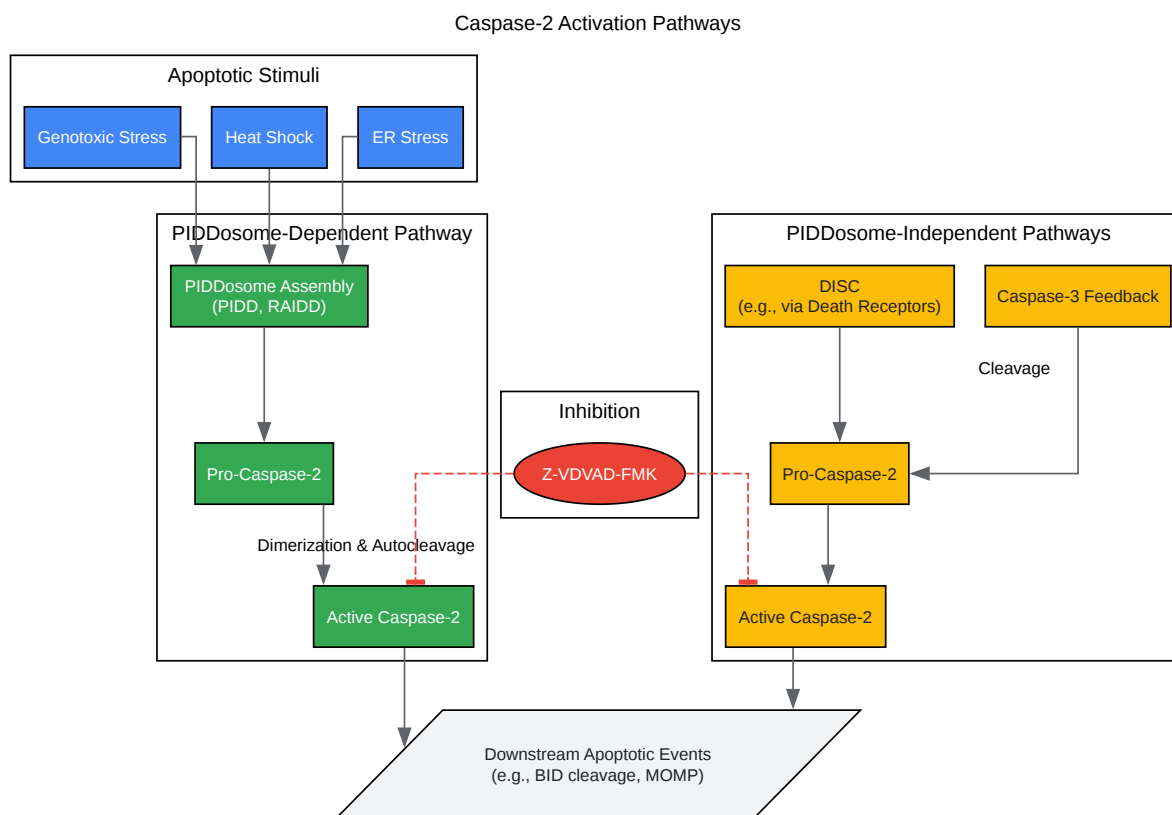 Caspase-2 Activation Pathways
Apoptotic Stimuli
Genotoxic Stress
Heat Shock
ER Stress
PIDDosome-Dependent Pathway
PIDDosome Assembly
(PIDD, RAIDD)
Pro-Caspase-2
Dimerization & Autocleavage
Active Caspase-2
Inhibition
Z-VDVAD-FMK
PIDDosome-Independent Pathways
DISC
(e.g., via Death Receptors)
Caspase-3 Feedback
Cleavage
Pro-Caspase-2
Active Caspase-2
Downstream Apoptotic Events
(e.g., BID cleavage, MOMP)